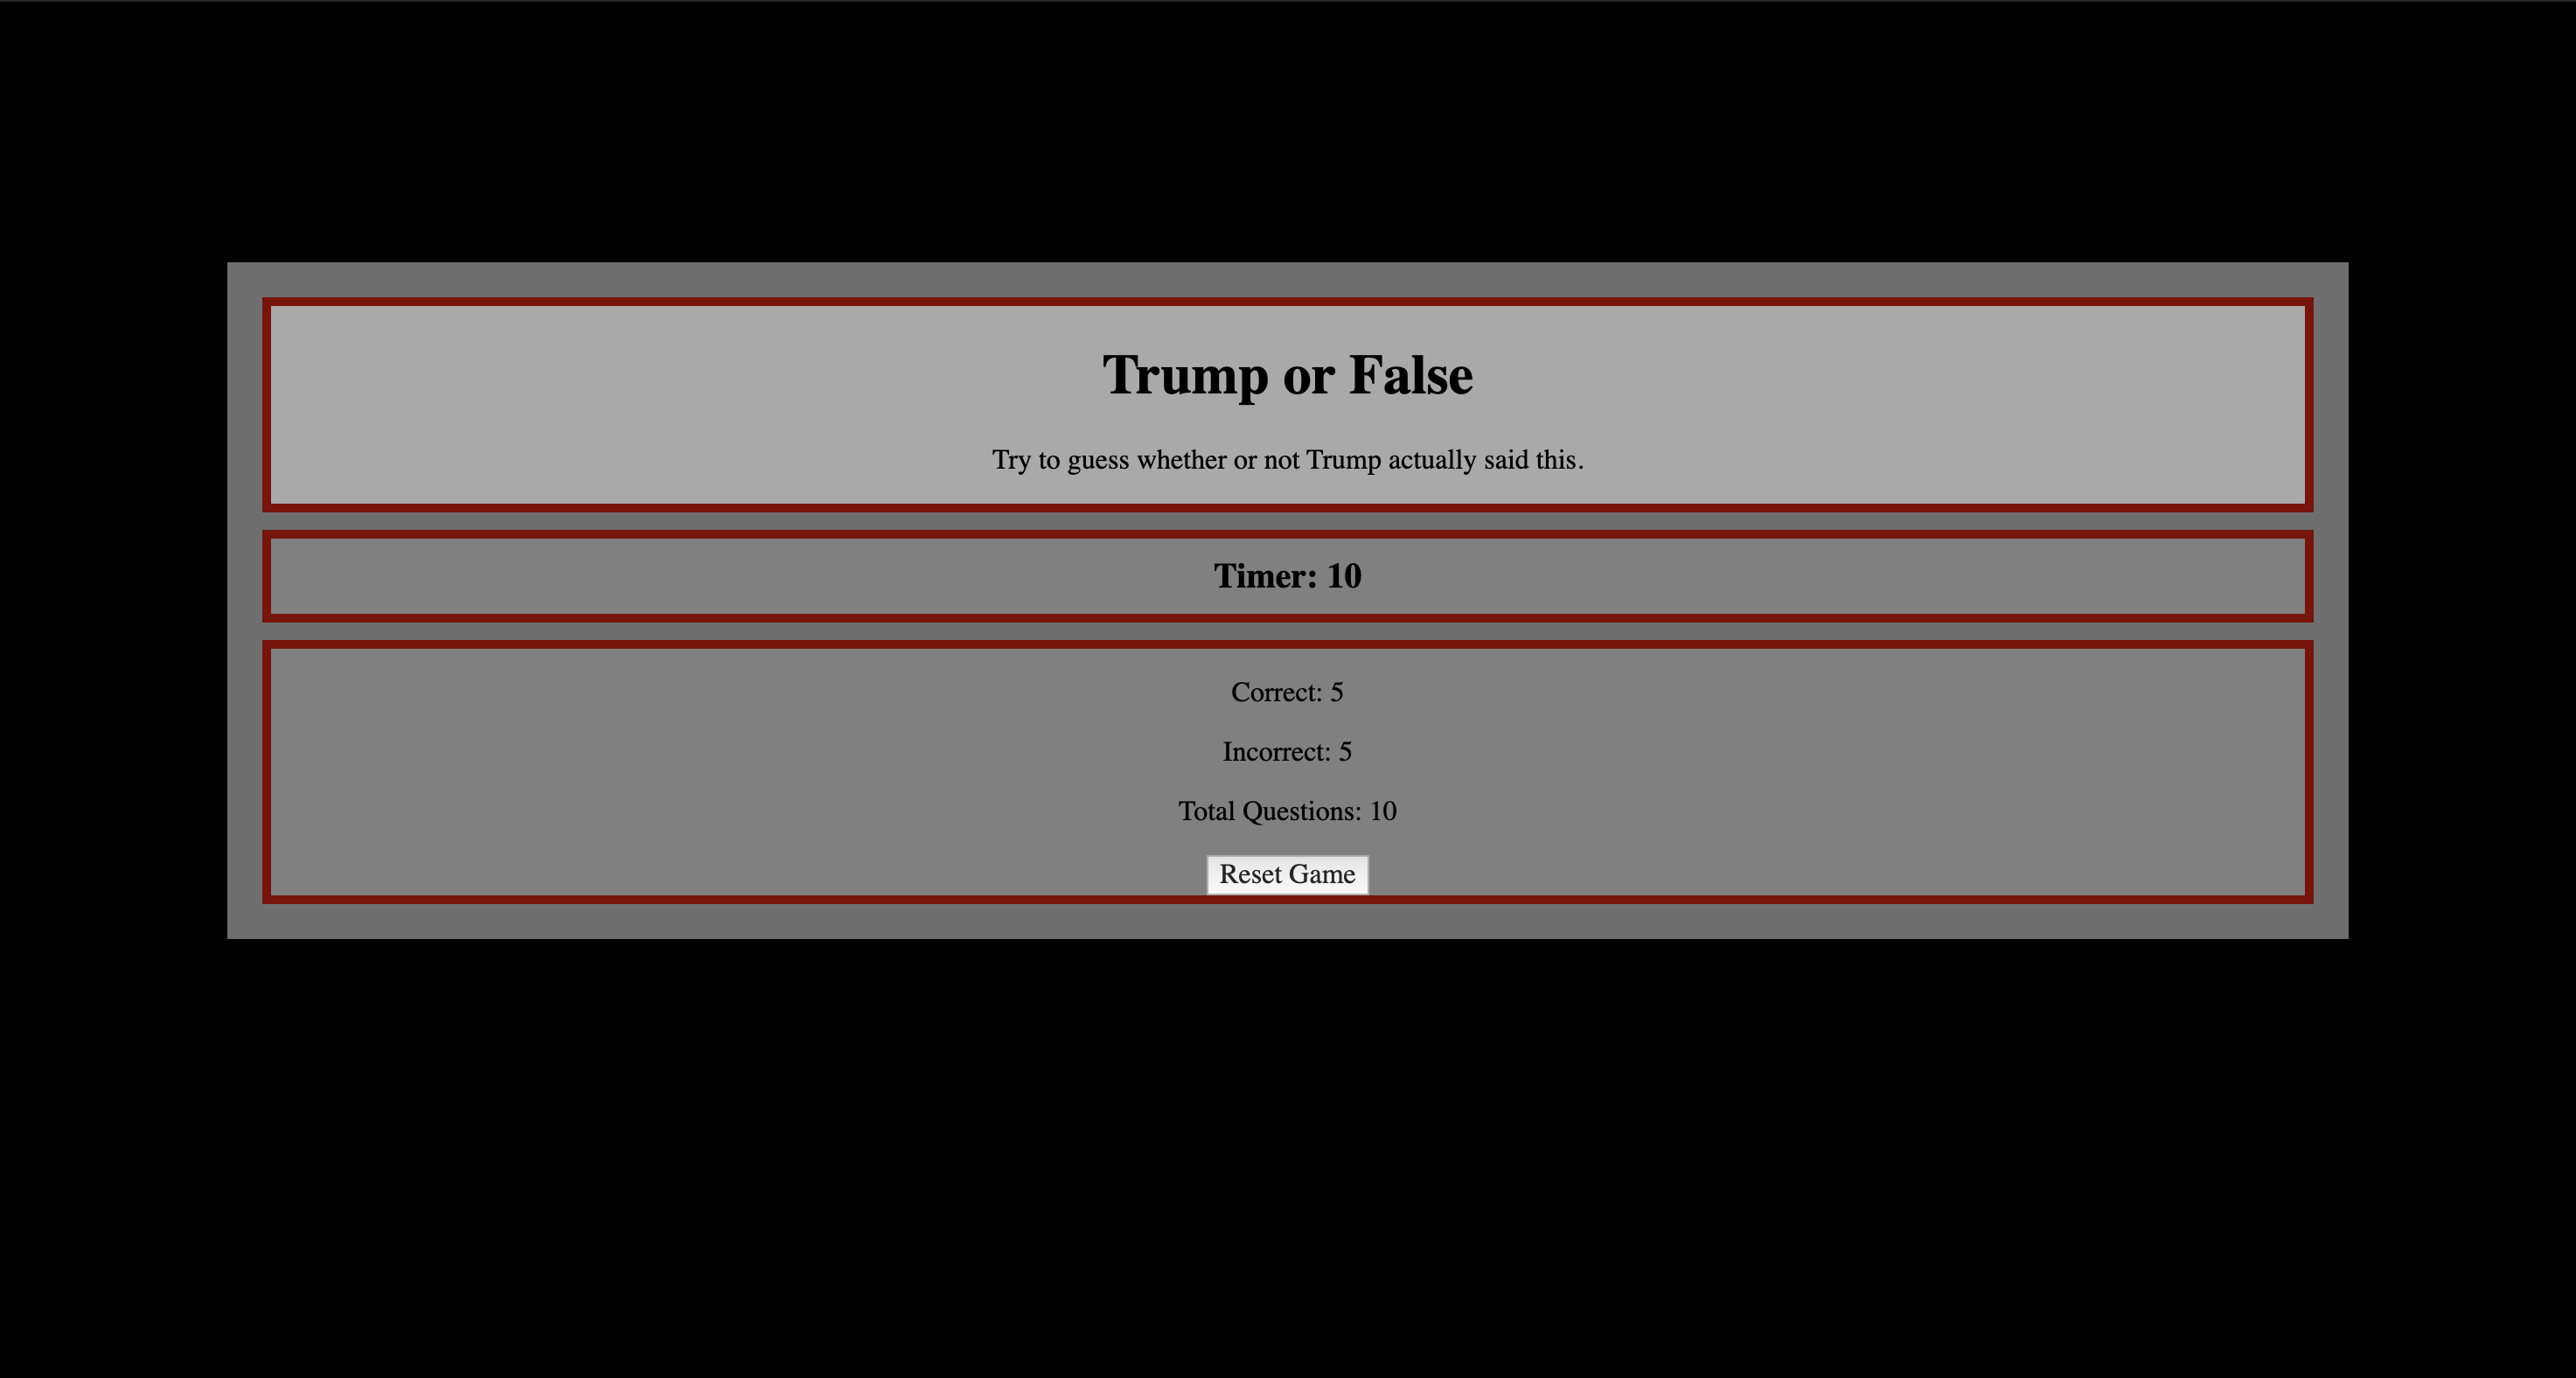 Trump or False
Try to guess whether or not Trump actually said this.
Timer: 10
Correct: 5
Incorrect: 5
Total Questions: 10
Reset Game